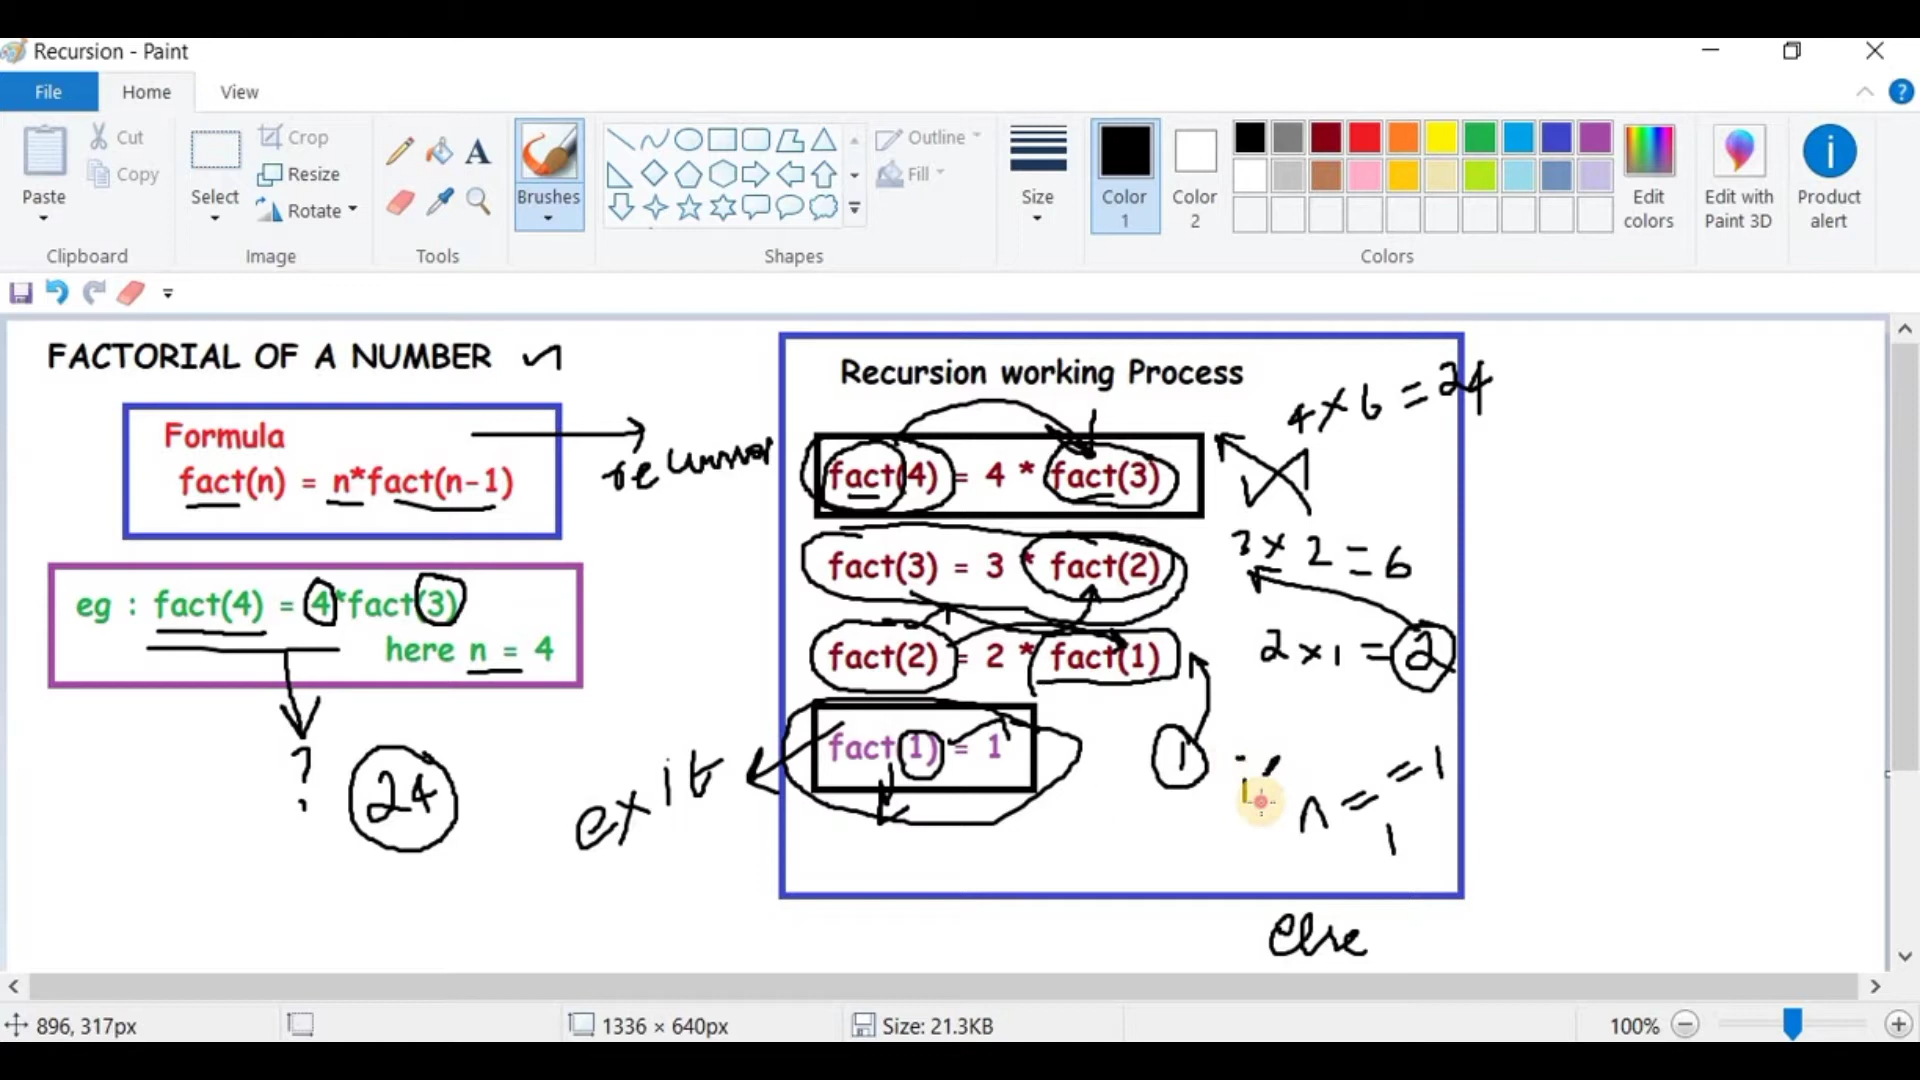 Recursion - Paint
File Home View
Paste
Cut
Copy
Clipboard
Select
Crop
Resize
Rotate
Image
Tools
Brushes
Shapes
Outline
Fill
Size
Color 1
Color 2
Edit colors
Colors
Edit with Paint 3D
Product alert
FACTORIAL OF A NUMBER
Formula
fact(n) = n*fact(n-1)
eg : fact(4) = 4*fact(3)
here n = 4
?
24
exit
Recursion working Process
4 x 6 = 24
fact(4) = 4 * fact(3)
fact(3) = 3 * fact(2)
3 x 2 = 6
fact(2) = 2 * fact(1)
2 x 1 = 2
fact(1) = 1
1
if n == 1
1
else
896, 317px
1336 × 640px
Size: 21.3KB
100%